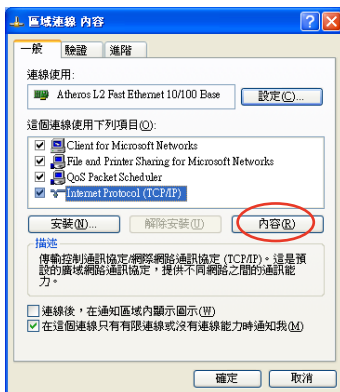 區域連線 內容
一般 驗證 進階
連線使用:
Atheros L2 Fast Ethernet 10/100 Base 設定(C)...
這個連線使用下列項目(O):
Client for Microsoft Networks
File and Printer Sharing for Microsoft Networks
QoS Packet Scheduler
Internet Protocol (TCP/IP)
安裝(N)... 解除安裝(U) 內容(R)
描述
傳輸控制通訊協定/網際網路通訊協定 (TCP/IP)。這是預
設的廣域網路通訊協定,提供不同網路之間的通訊能
力。
連線後,在通知區域內顯示圖示(W)
在這個連線只有有限連線或沒有連線能力時通知我(M)
確定 取消